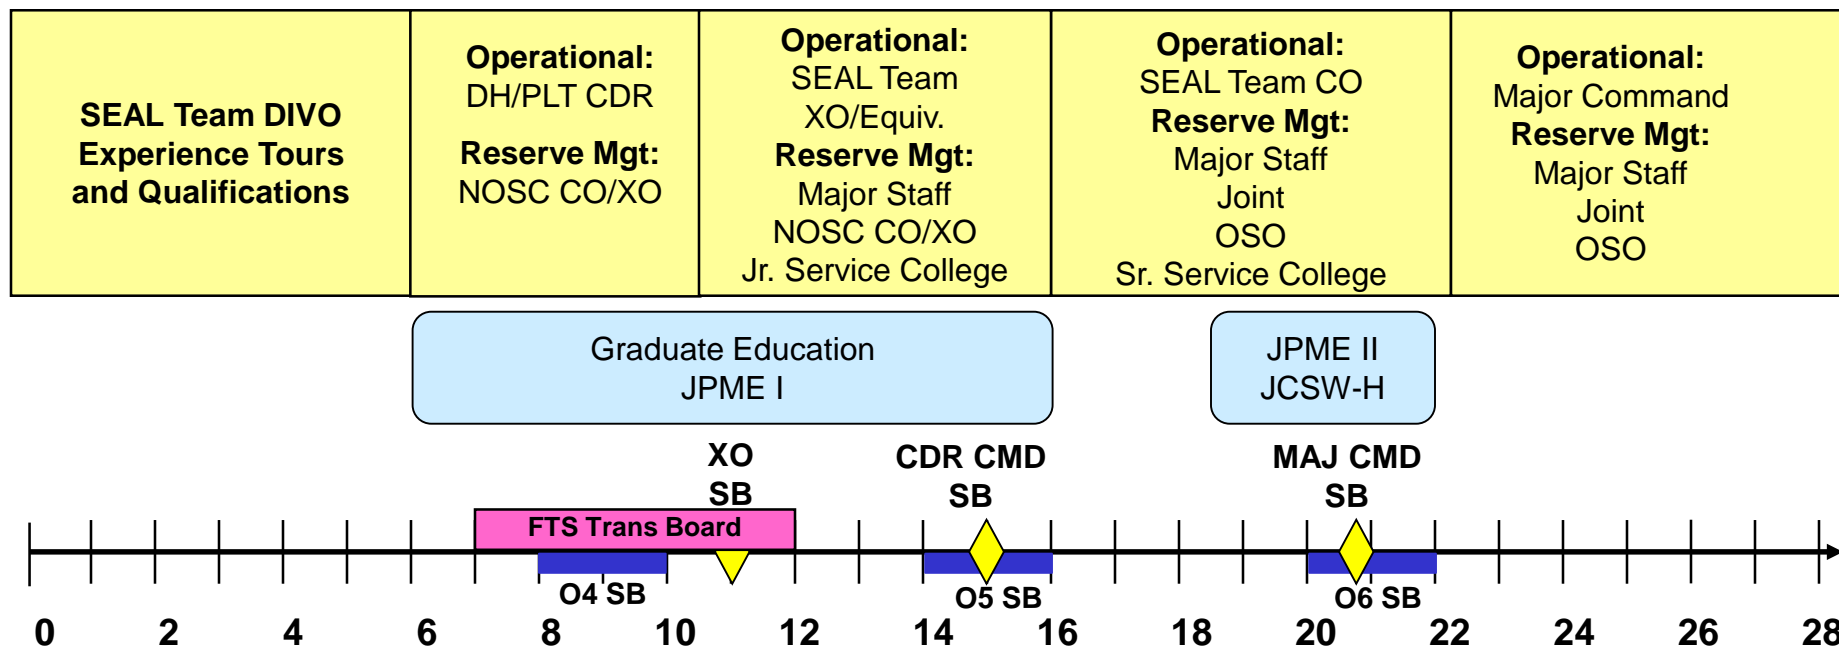 SEAL Team DIVO
Experience Tours
and Qualifications
Operational:
DH/PLT CDR
Reserve Mgt:
NOSC CO/XO
Operational:
SEAL Team
XO/Equiv.
Reserve Mgt:
Major Staff
NOSC CO/XO
Jr. Service College
Operational:
SEAL Team CO
Reserve Mgt:
Major Staff
Joint
OSO
Sr. Service College
Operational:
Major Command
Reserve Mgt:
Major Staff
Joint
OSO
Graduate Education
JPME I
JPME II
JCSW-H
XO
SB
CDR CMD
SB
MAJ CMD
SB
FTS Trans Board
O4 SB
O5 SB
O6 SB
0 2 4 6 8 10 12 14 16 18 20 22 24 26 28